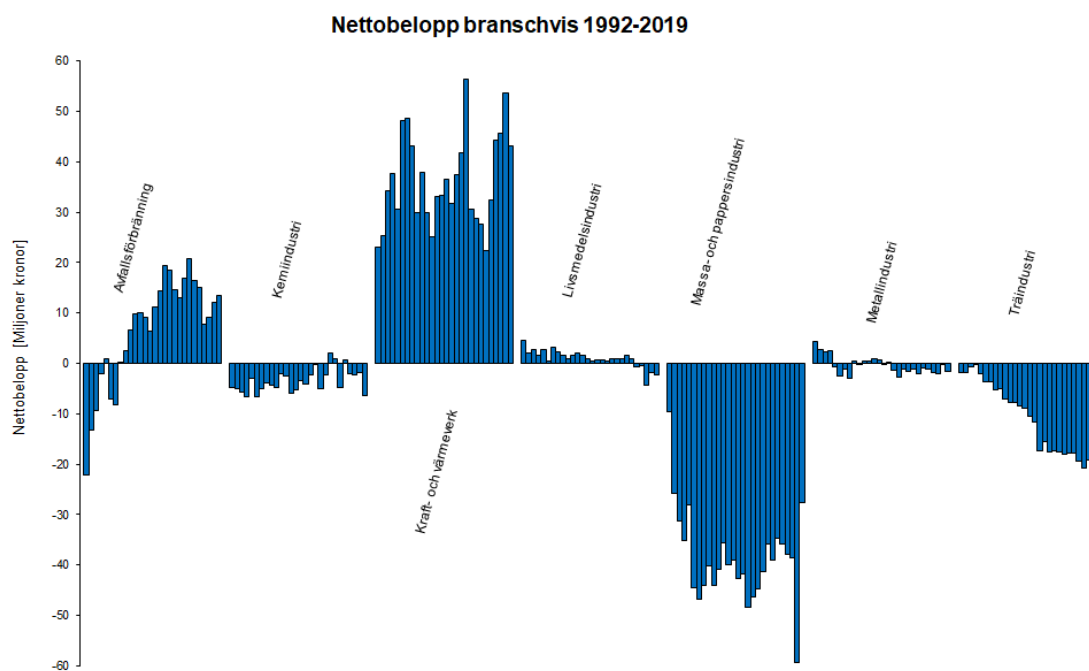 Nettobelopp branschvis 1992-2019
Nettobelopp [Miljoner kronor]
60
50
40
30
20
10
0
-10
-20
-30
-40
-50
-60
Avfallsförbränning
Kemiindustri
Kraft- och värmeverk
Livsmedelsindustri
Massa- och pappersindustri
Metallindustri
Träindustri